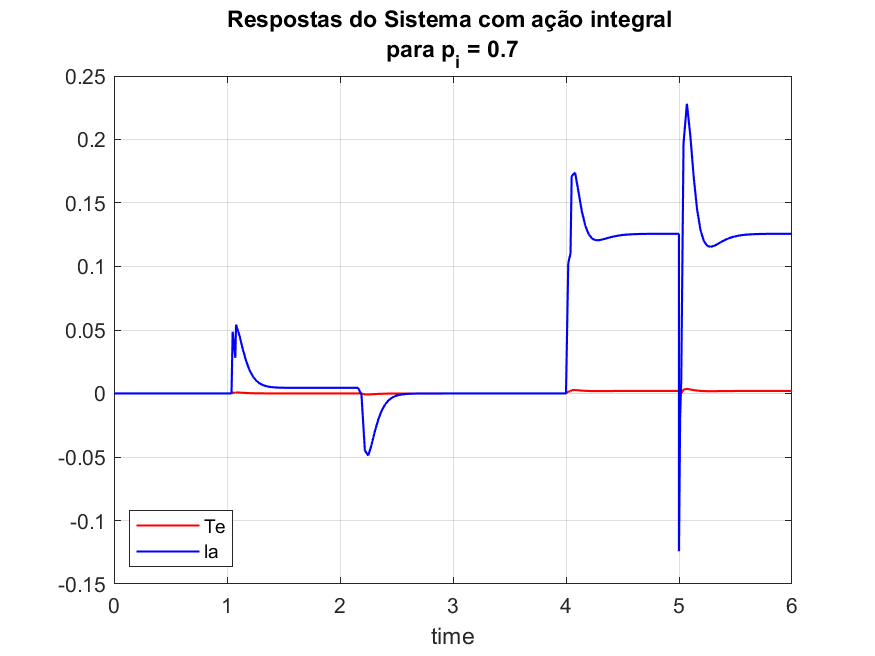 Respostas do Sistema com ação integral
para pi = 0.7
0.25
0.2
0.15
0.1
0.05
0
-0.05
-0.1
-0.15
Te
Ia
0 1 2 3 4 5 6
time